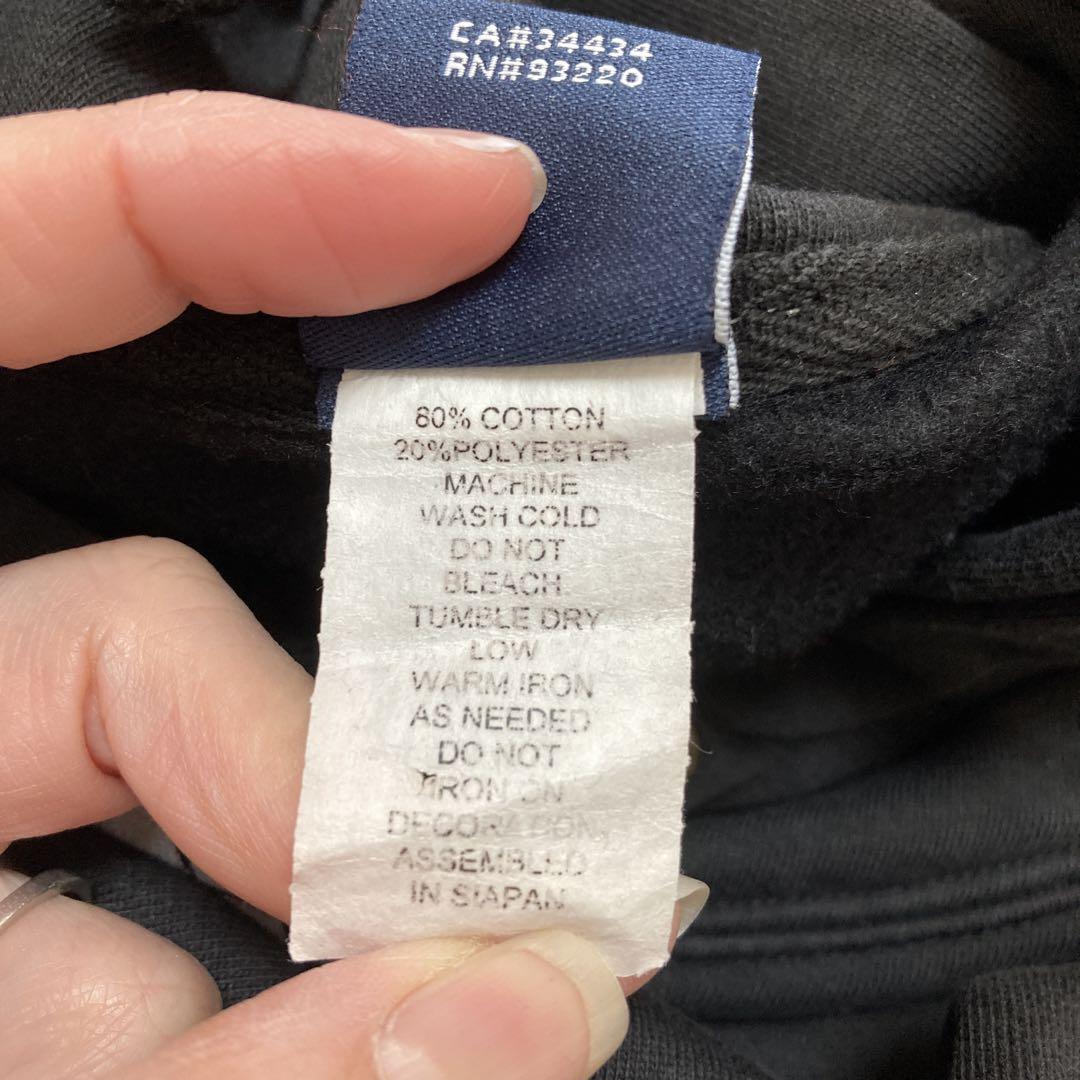 CA#34434
RN#93220
80% COTTON
20%POLYESTER
MACHINE
WASH COLD
DO NOT
BLEACH
TUMBLE DRY
LOW
WARM IRON
AS NEEDED
DO NOT
IRON ON
DECORATION,
ASSEMBLED
IN SIAPAN